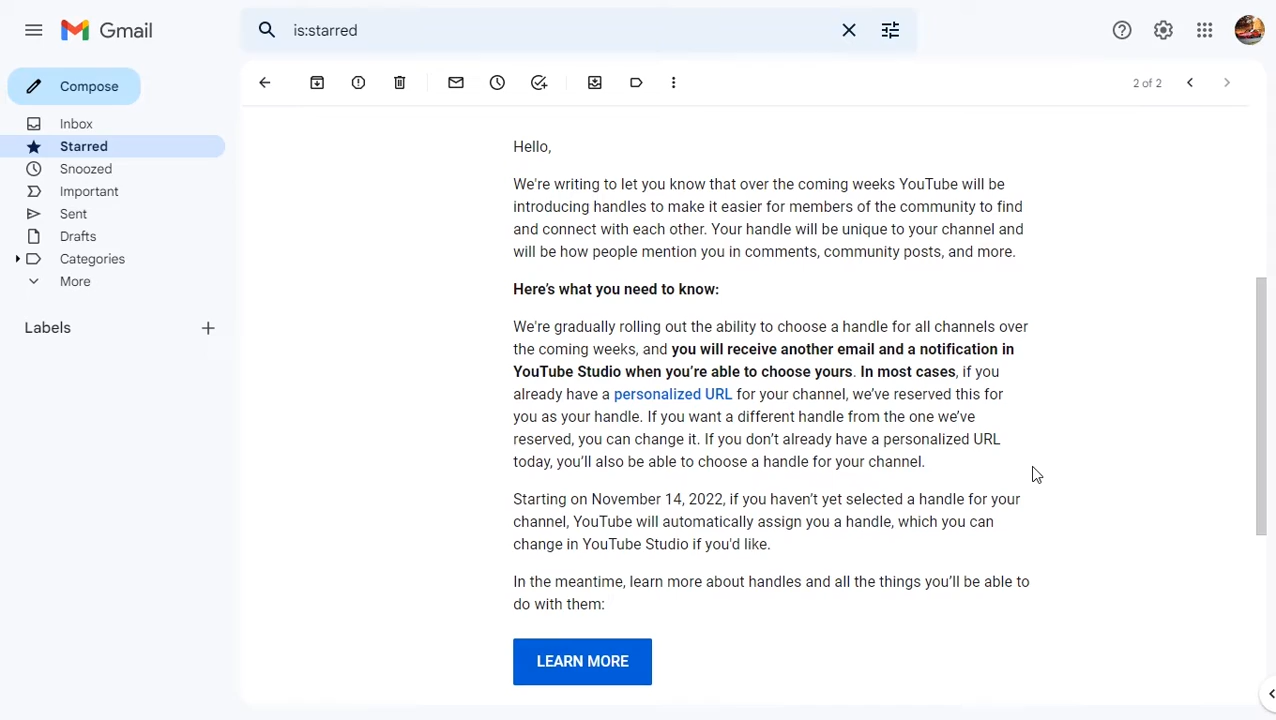 Gmail
is:starred
Compose
2 of 2
Inbox
Starred
Snoozed
Important
Sent
Drafts
Categories
More
Labels
Hello,
We're writing to let you know that over the coming weeks YouTube will be
introducing handles to make it easier for members of the community to find
and connect with each other. Your handle will be unique to your channel and
will be how people mention you in comments, community posts, and more.
Here's what you need to know:
We're gradually rolling out the ability to choose a handle for all channels over
the coming weeks, and you will receive another email and a notification in
YouTube Studio when you're able to choose yours. In most cases, if you
already have a personalized URL for your channel, we've reserved this for
you as your handle. If you want a different handle from the one we've
reserved, you can change it. If you don't already have a personalized URL
today, you'll also be able to choose a handle for your channel.
Starting on November 14, 2022, if you haven't yet selected a handle for your
channel, YouTube will automatically assign you a handle, which you can
change in YouTube Studio if you'd like.
In the meantime, learn more about handles and all the things you'll be able to
do with them:
LEARN MORE